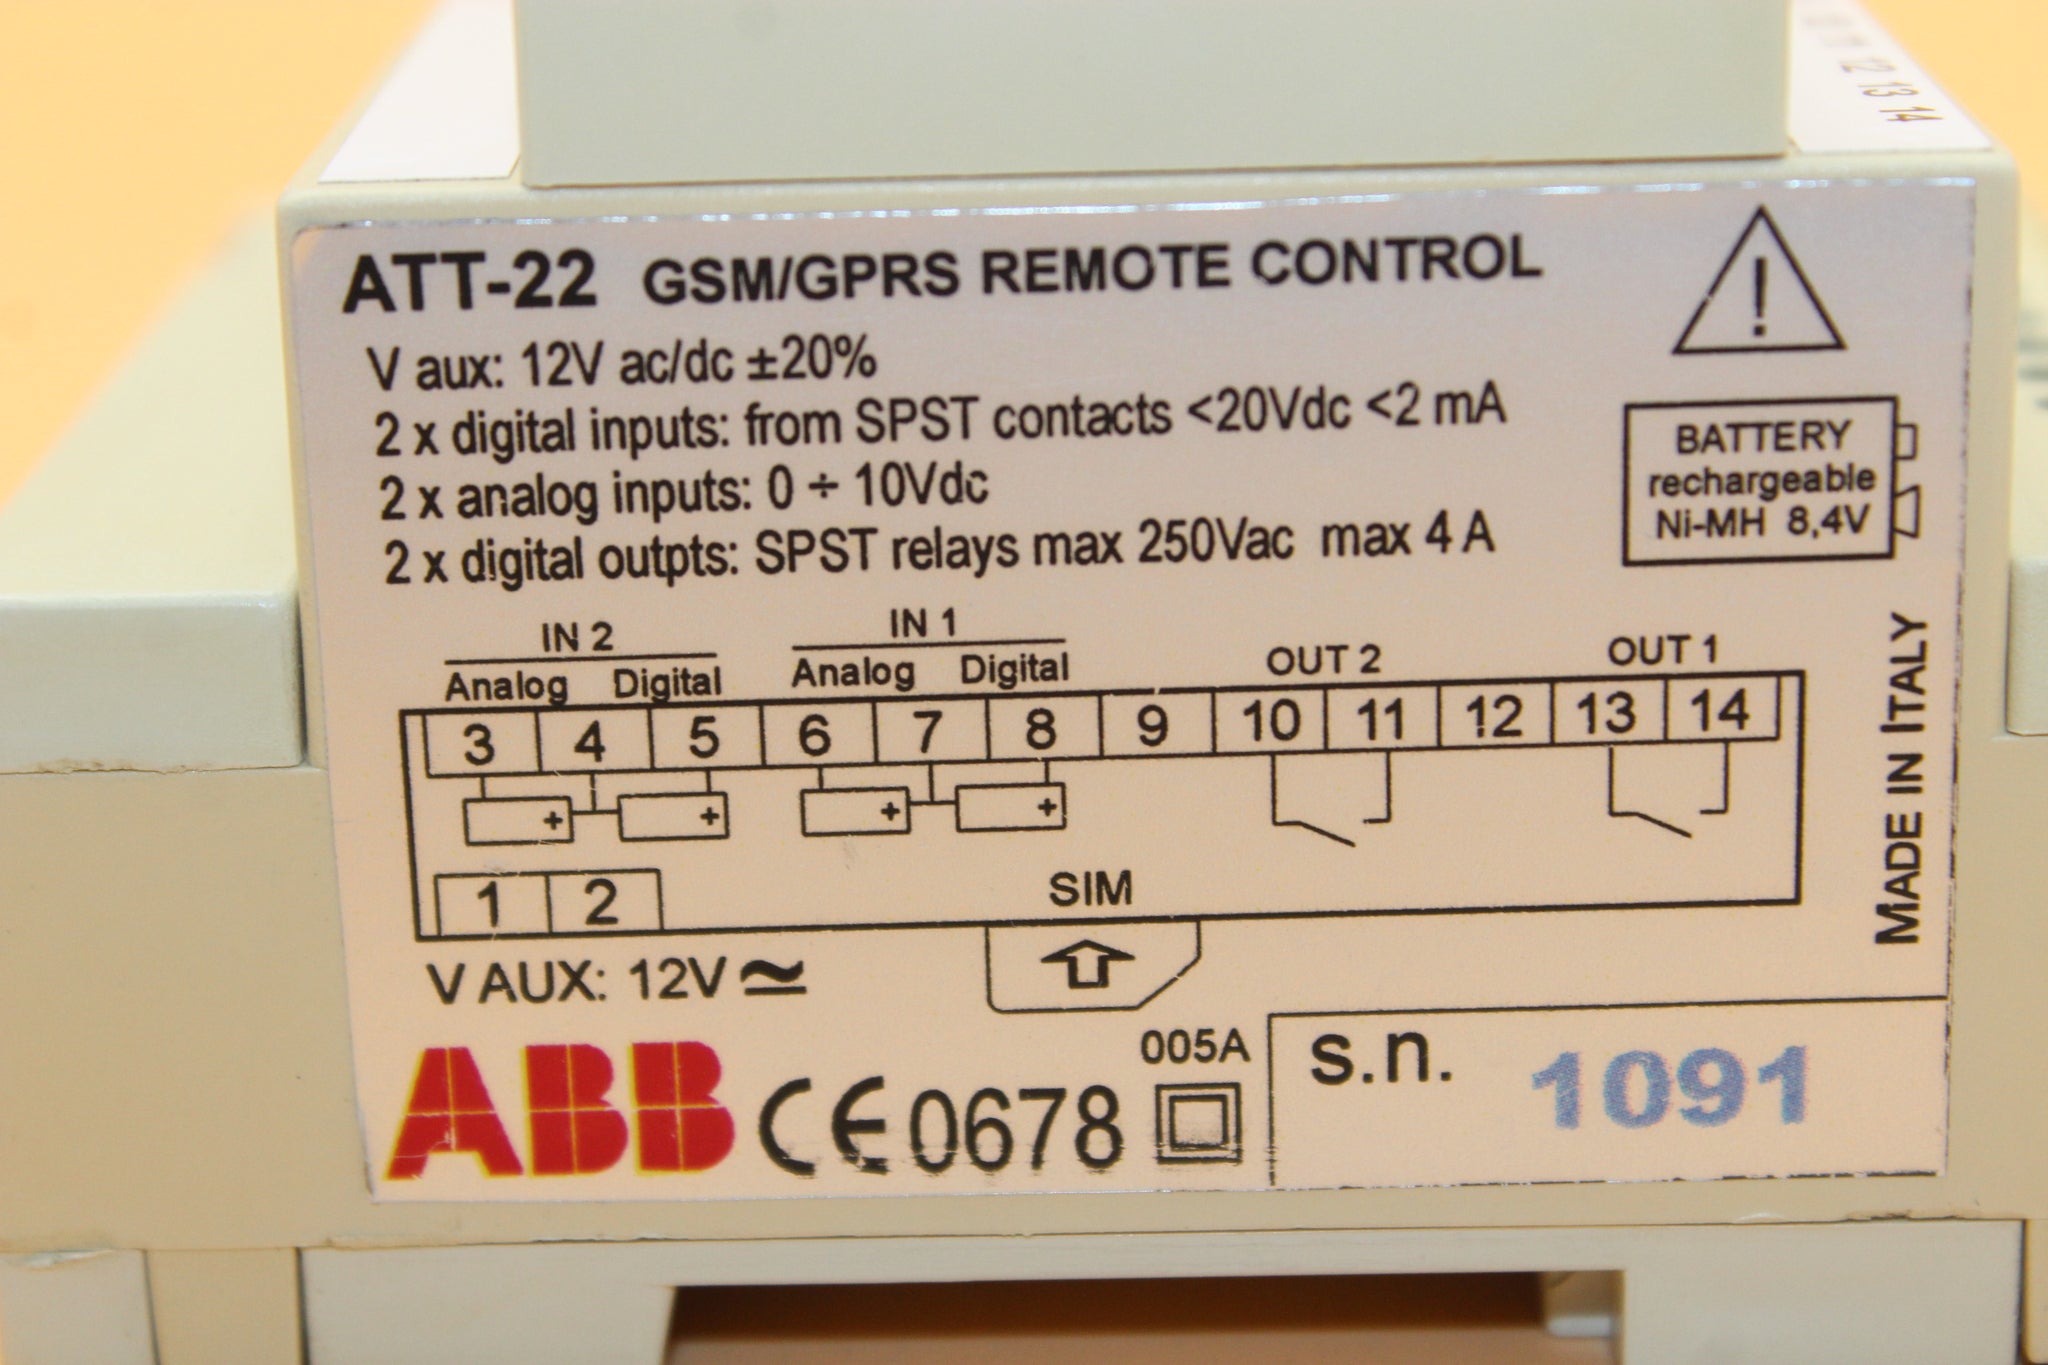 12 13 14
ATT-22 GSM/GPRS REMOTE CONTROL
V aux: 12V ac/dc ±20%
2 x digital inputs: from SPST contacts <20Vdc <2 mA
2 x analog inputs: 0 ÷ 10Vdc
2 x digital outpts: SPST relays max 250Vac max 4 A
!
BATTERY
rechargeable
Ni-MH 8,4V
IN 2 IN 1 OUT 2 OUT 1
Analog Digital Analog Digital
3 4 5 6 7 8 9 10 11 12 13 14
+ + + +
1 2 SIM
V AUX: 12V ≃
MADE IN ITALY
ABB CE 0678 005A
s.n. 1091